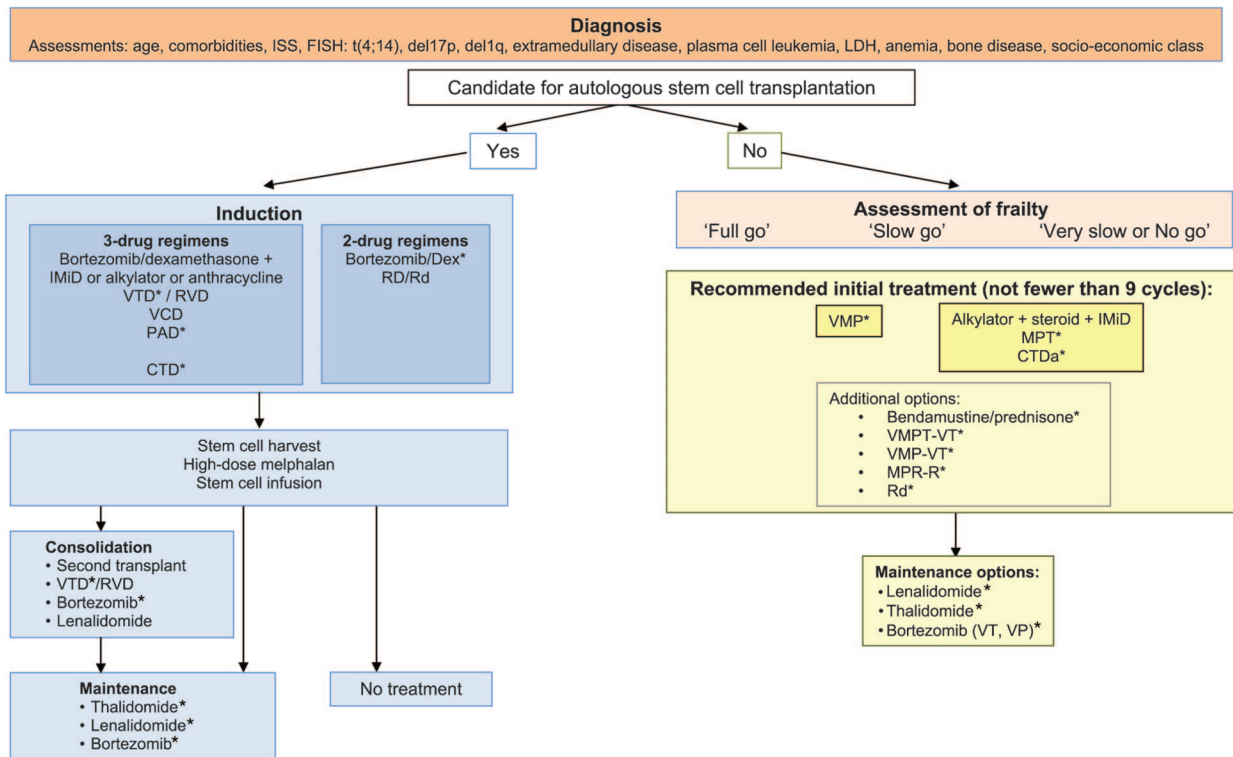 Diagnosis
Assessments: age, comorbidities, ISS, FISH: t(4;14), del17p, del1q, extramedullary disease, plasma cell leukemia, LDH, anemia, bone disease, socio-economic class
Candidate for autologous stem cell transplantation
Yes
No
Induction
3-drug regimens
Bortezomib/dexamethasone +
IMiD or alkylator or anthracycline
VTD* / RVD
VCD
PAD*
CTD*
2-drug regimens
Bortezomib/Dex*
RD/Rd
Stem cell harvest
High-dose melphalan
Stem cell infusion
Consolidation
• Second transplant
• VTD*/RVD
• Bortezomib*
• Lenalidomide
Maintenance
• Thalidomide*
• Lenalidomide*
• Bortezomib*
No treatment
Assessment of frailty
‘Full go’ ‘Slow go’ ‘Very slow or No go’
Recommended initial treatment (not fewer than 9 cycles):
VMP*
Alkylator + steroid + IMiD
MPT*
CTDa*
Additional options:
• Bendamustine/prednisone*
• VMPT-VT*
• VMP-VT*
• MPR-R*
• Rd*
Maintenance options:
• Lenalidomide*
• Thalidomide*
• Bortezomib (VT, VP)*